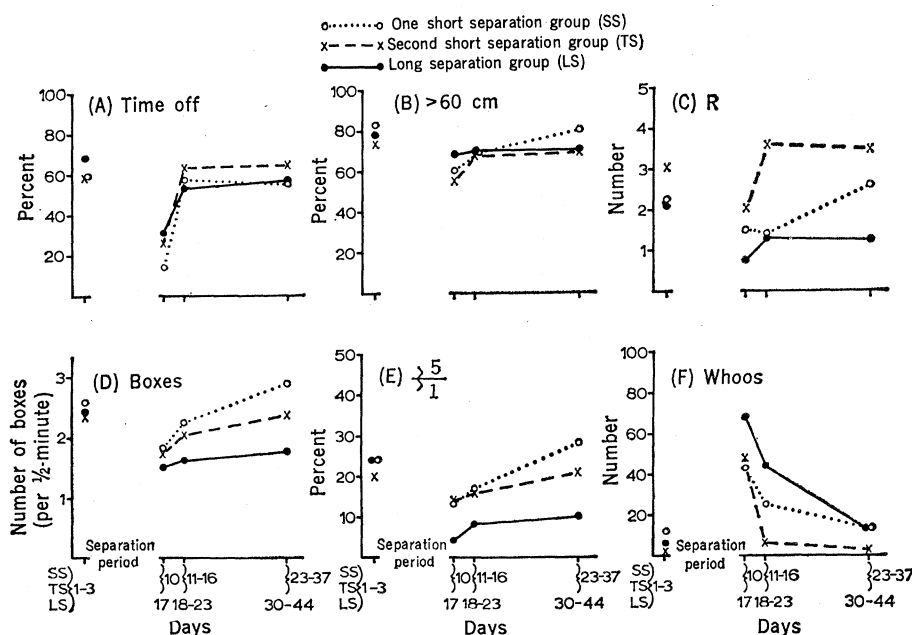 One short separation group (SS)
Second short separation group (TS)
Long separation group (LS)
(A) Time off
Percent
100
80
60
40
20
(B) >60 cm
Percent
100
80
60
40
20
(C) R
Number
5
4
3
2
1
(D) Boxes
Number of boxes
(per ½-minute)
3
2
1
Separation
period
(E) >5
>1
Percent
50
40
30
20
10
Separation
period
(F) Whoos
Number
100
80
60
40
20
Separation
period
SS
TS 1-3
LS
10 11-16 23-37
17 18-23 30-44
Days
SS
TS 1-3
LS
10 11-16 23-37
17 18-23 30-44
Days
SS
TS 1-3
LS
10 11-16 23-37
17 18-23 30-44
Days